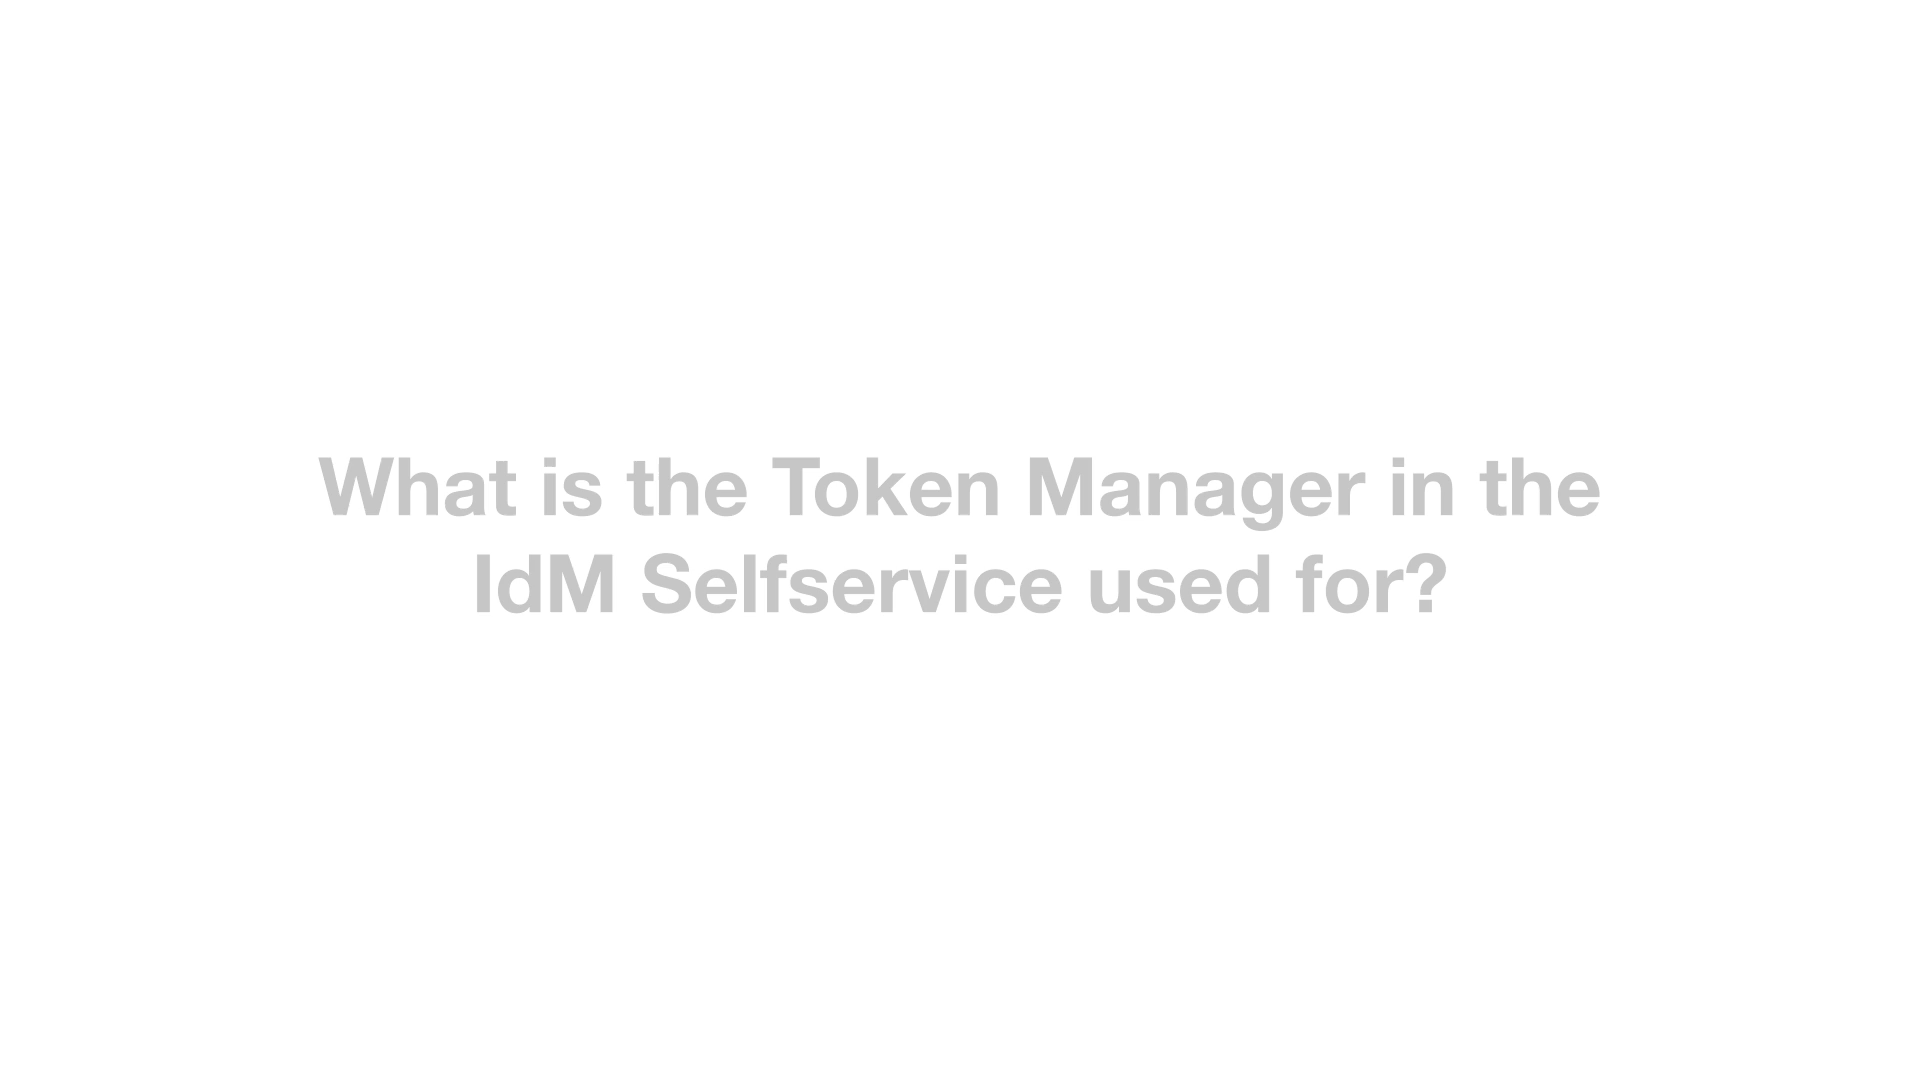 What is the Token Manager in the
IdM Selfservice used for?